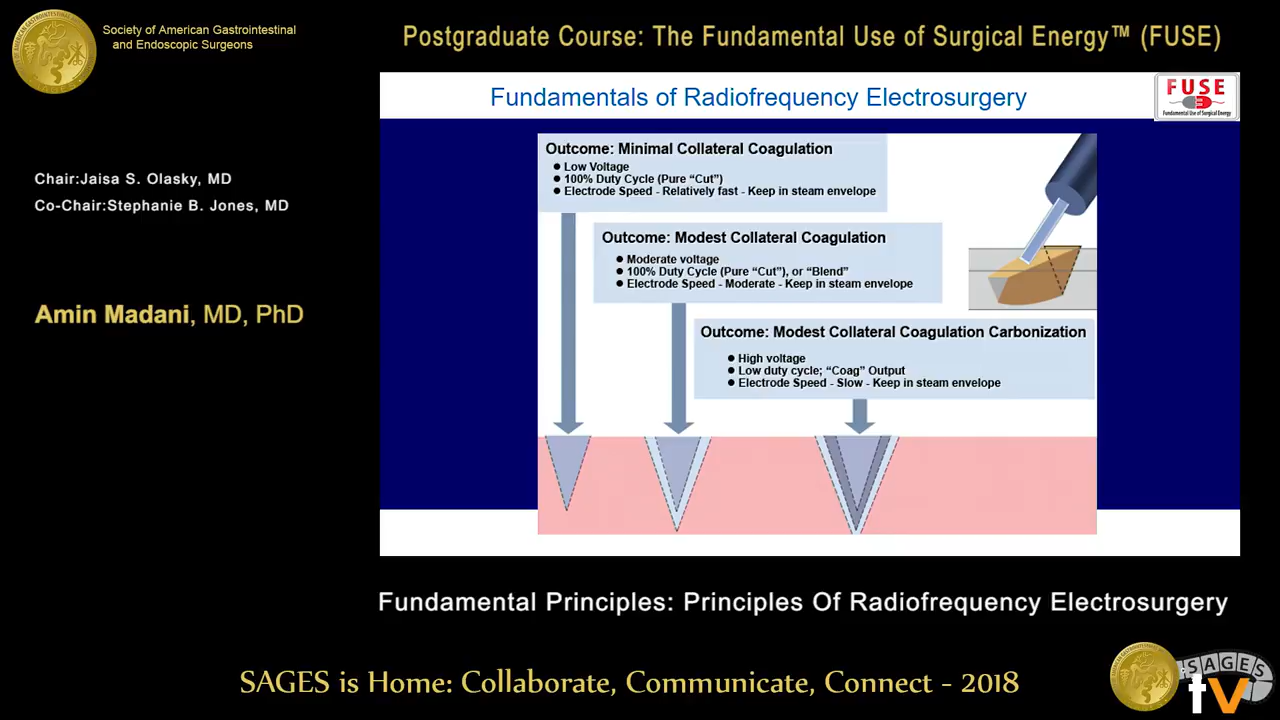 Society of American Gastrointestinal
and Endoscopic Surgeons
Postgraduate Course: The Fundamental Use of Surgical Energy™ (FUSE)
Fundamentals of Radiofrequency Electrosurgery
FUSE
Fundamental Use of Surgical Energy
Chair:Jaisa S. Olasky, MD
Co-Chair:Stephanie B. Jones, MD
Amin Madani, MD, PhD
Outcome: Minimal Collateral Coagulation
● Low Voltage
● 100% Duty Cycle (Pure “Cut”)
● Electrode Speed - Relatively fast - Keep in steam envelope
Outcome: Modest Collateral Coagulation
● Moderate voltage
● 100% Duty Cycle (Pure “Cut”), or “Blend”
● Electrode Speed - Moderate - Keep in steam envelope
Outcome: Modest Collateral Coagulation Carbonization
● High voltage
● Low duty cycle; “Coag” Output
● Electrode Speed - Slow - Keep in steam envelope
Fundamental Principles: Principles Of Radiofrequency Electrosurgery
SAGES is Home: Collaborate, Communicate, Connect - 2018
SAGES
tv